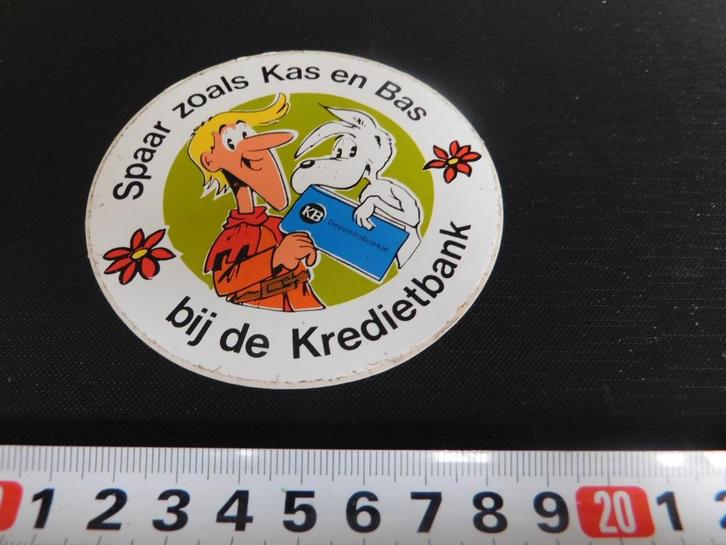 Spaar zoals Kas en Bas
KB Depositoboekje
bij de Kredietbank
1 2 3 4 5 6 7 8 9 20 1